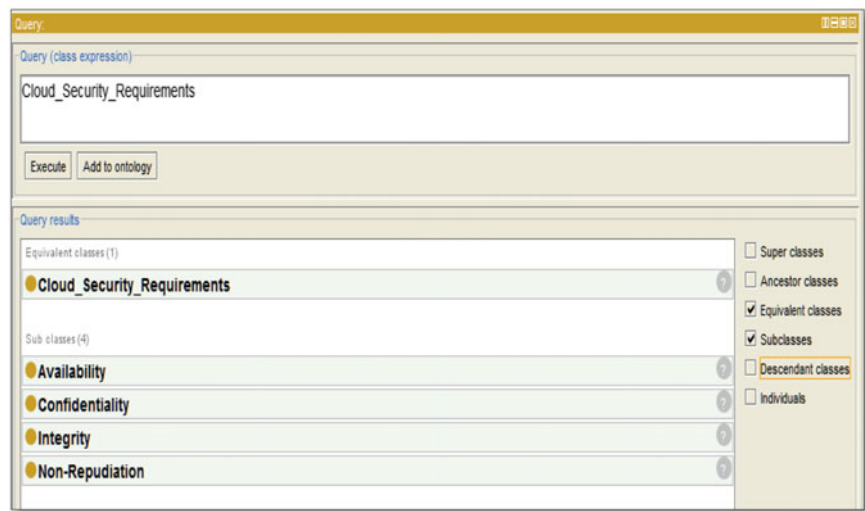 Query:
Query (class expression)
Cloud_Security_Requirements
Execute Add to ontology
Query results
Equivalent classes (1)
Cloud_Security_Requirements
?
Sub classes (4)
Availability
?
Confidentiality
?
Integrity
?
Non-Repudiation
?
Super classes
Ancestor classes
Equivalent classes
Subclasses
Descendant classes
Individuals